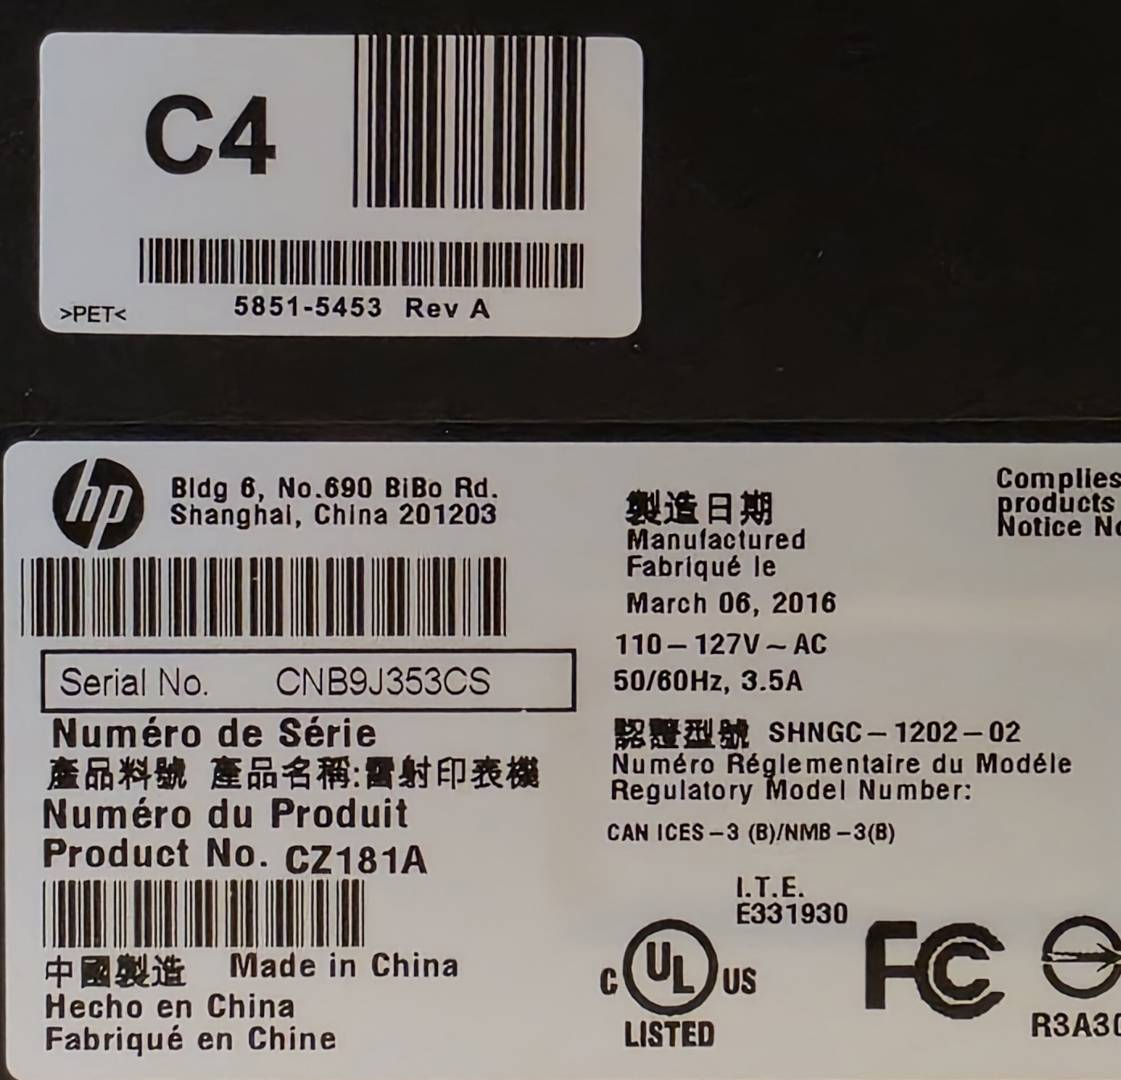 C4
5851-5453 Rev A
>PET<
hp
Bldg 6, No.690 BiBo Rd.
Shanghai, China 201203
Serial No. CNB9J353CS
Numéro de Série
產品料號 產品名稱:雷射印表機
Numéro du Produit
Product No. CZ181A
中國製造 Made in China
Hecho en China
Fabriqué en Chine
製造日期
Manufactured
Fabriqué le
March 06, 2016
110–127V~AC
50/60Hz, 3.5A
認證型號 SHNGC–1202–02
Numéro Réglementaire du Modéle
Regulatory Model Number:
CAN ICES–3 (B)/NMB–3(B)
I.T.E.
E331930
C UL US
LISTED
FC
Complies
products
Notice
R3A3